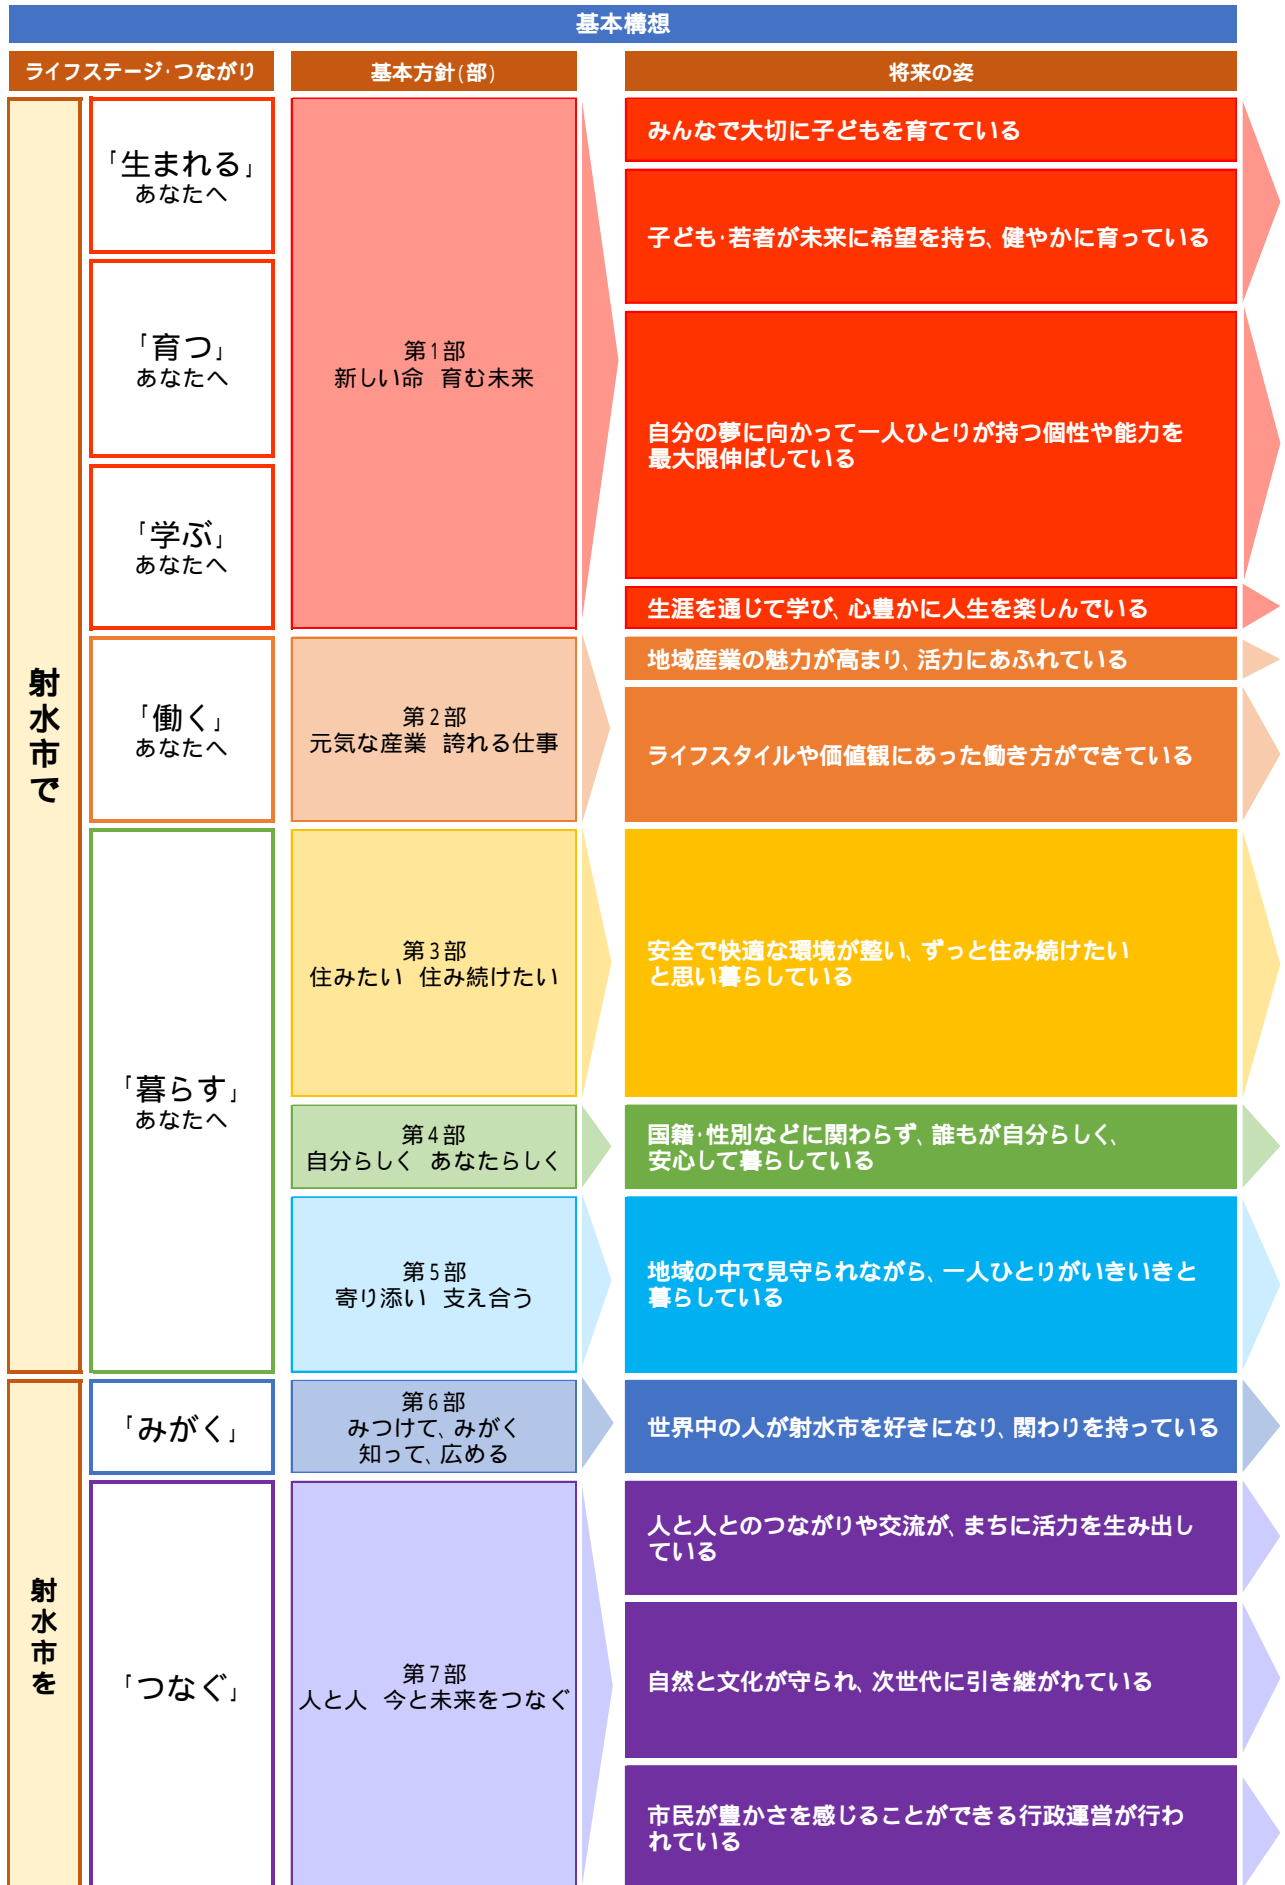 基本構想
ライフステージ・つながり
基本方針(部)
将来の姿
射水市で
「生まれる」
あなたへ
「育つ」
あなたへ
「学ぶ」
あなたへ
第1部
新しい命 育む未来
みんなで大切に子どもを育てている
子ども・若者が未来に希望を持ち、健やかに育っている
自分の夢に向かって一人ひとりが持つ個性や能力を
最大限伸ばしている
生涯を通じて学び、心豊かに人生を楽しんでいる
「働く」
あなたへ
第2部
元気な産業 誇れる仕事
地域産業の魅力が高まり、活力にあふれている
ライフスタイルや価値観にあった働き方ができている
「暮らす」
あなたへ
第3部
住みたい 住み続けたい
安全で快適な環境が整い、ずっと住み続けたい
と思い暮らしている
第4部
自分らしく あなたらしく
国籍・性別などに関わらず、誰もが自分らしく、
安心して暮らしている
第5部
寄り添い 支え合う
地域の中で見守られながら、一人ひとりがいきいきと
暮らしている
射水市を
「みがく」
第6部
みつけて、みがく
知って、広める
世界中の人が射水市を好きになり、関わりを持っている
「つなぐ」
第7部
人と人 今と未来をつなぐ
人と人とのつながりや交流が、まちに活力を生み出し
ている
自然と文化が守られ、次世代に引き継がれている
市民が豊かさを感じることができる行政運営が行わ
れている